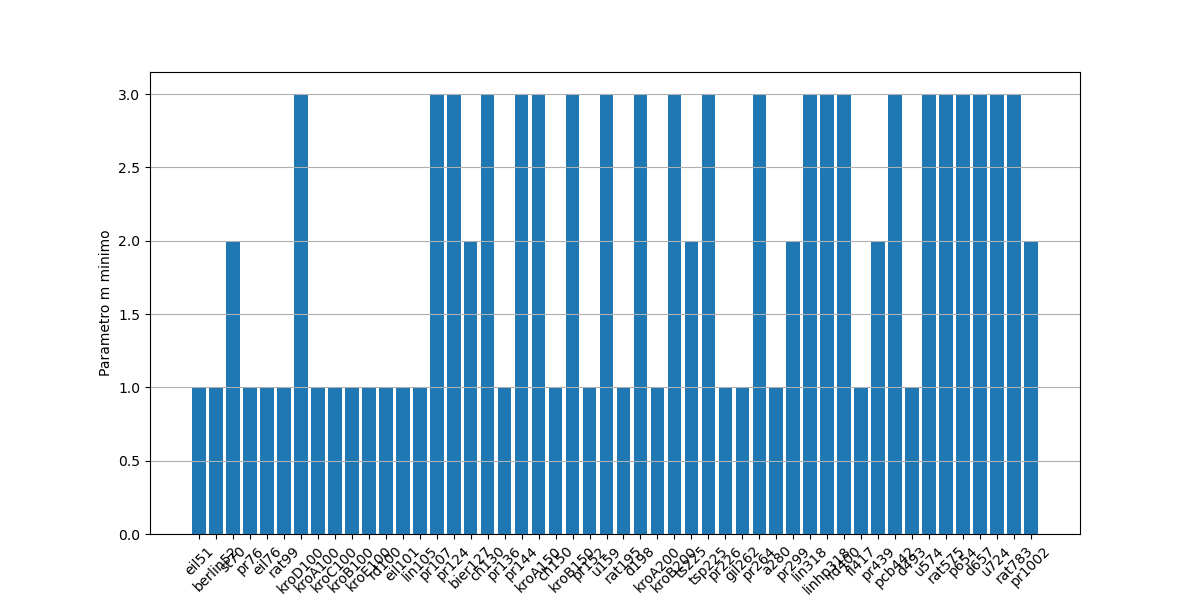 Parametro m minimo
3.0
2.5
2.0
1.5
1.0
0.5
0.0
eil51
berlin52
st70
pr76
eil76
rat99
kroD100
kroA100
kroC100
kroB100
kroE100
rd100
eil101
lin105
pr107
pr124
bier127
ch130
pr136
pr144
kroA150
ch150
kroB150
pr152
u159
rat195
d198
kroA200
kroB200
ts225
tsp225
pr226
gil262
pr264
a280
pr299
lin318
linhp318
rd400
fl417
pr439
pcb442
d493
u574
rat575
p654
d657
u724
rat783
pr1002